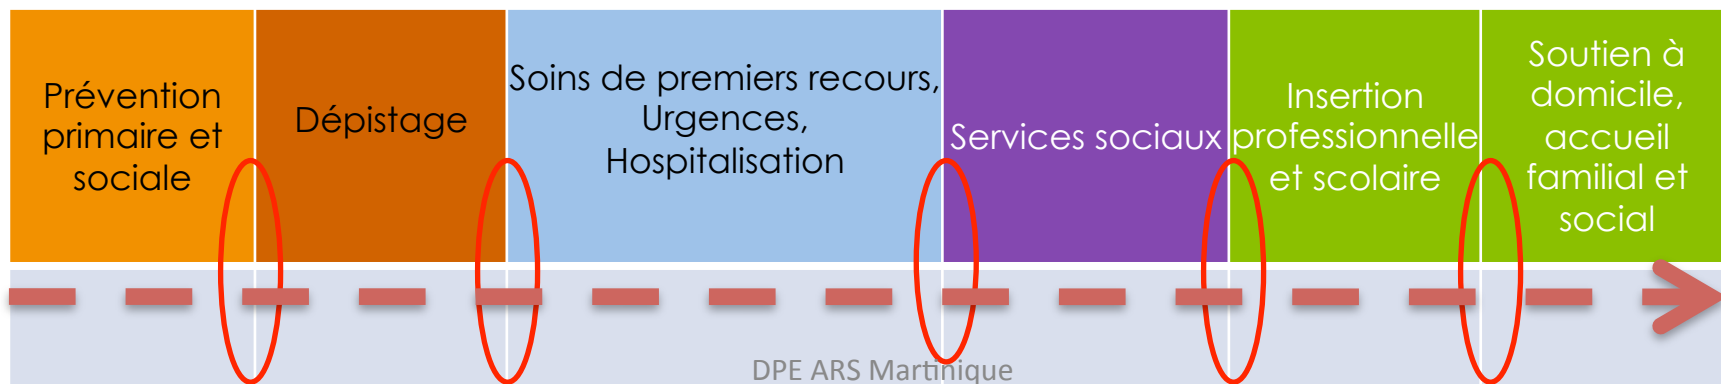 Prévention
primaire et
sociale
Dépistage
Soins de premiers recours,
Urgences,
Hospitalisation
Services sociaux
Insertion
professionnelle
et scolaire
Soutien à
domicile,
accueil
familial et
social
DPE ARS Martinique